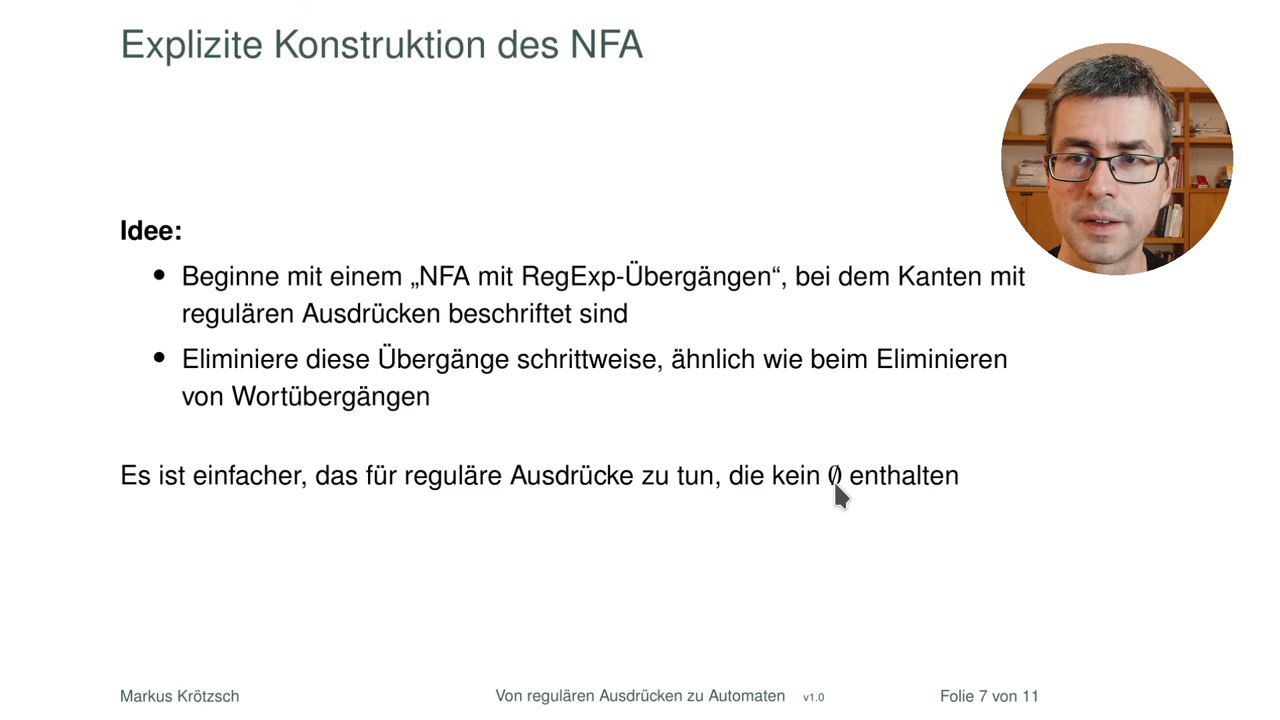 Explizite Konstruktion des NFA
Idee:
• Beginne mit einem „NFA mit RegExp-Übergängen“, bei dem Kanten mit
regulären Ausdrücken beschriftet sind
• Eliminiere diese Übergänge schrittweise, ähnlich wie beim Eliminieren
von Wortübergängen
Es ist einfacher, das für reguläre Ausdrücke zu tun, die kein ∅ enthalten
Markus Krötzsch Von regulären Ausdrücken zu Automaten v1.0 Folie 7 von 11